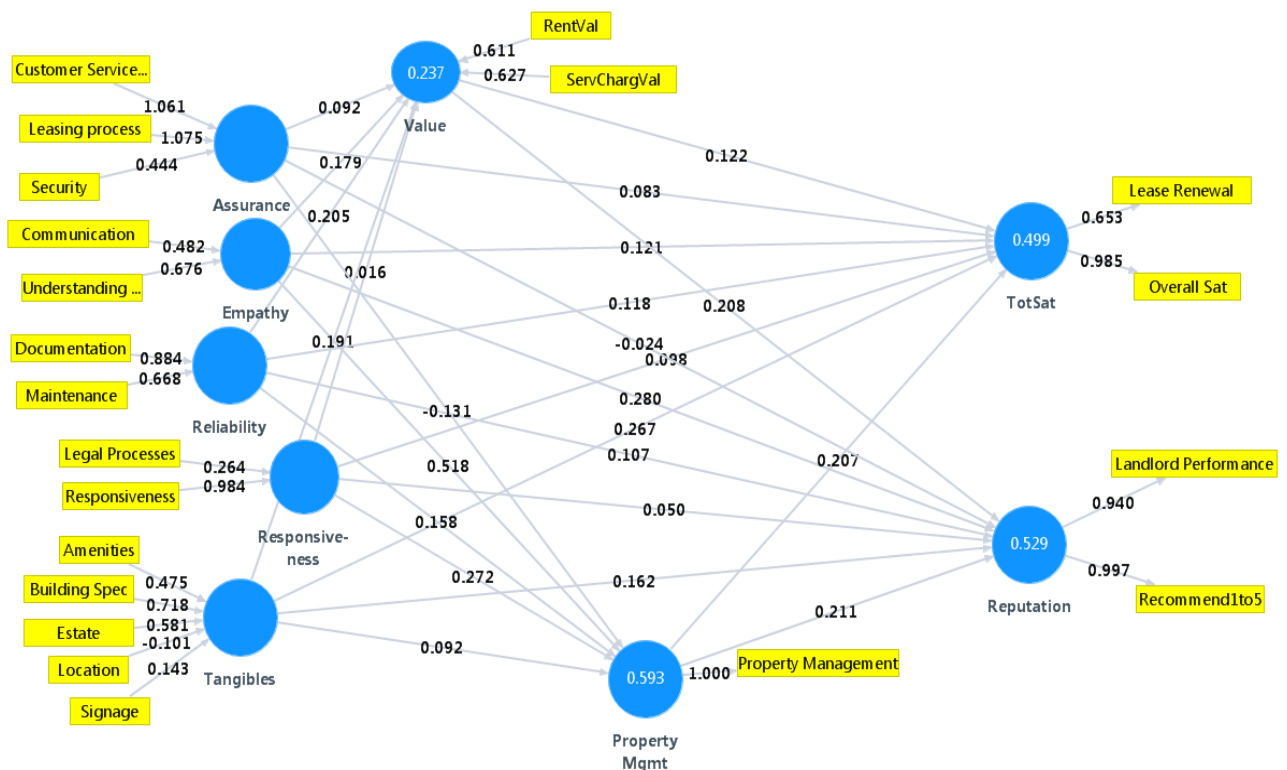 RentVal
0.611
ServChargVal
0.627
0.237
Value
Customer Service...
1.061
Leasing process
1.075
Security
0.444
Assurance
0.092
0.179
0.205
0.016
0.191
Communication
0.482
Understanding ...
0.676
Empathy
Documentation
0.884
Maintenance
0.668
Reliability
Legal Processes
0.264
Responsiveness
0.984
Responsive-
ness
Amenities
0.475
Building Spec
0.718
Estate
0.581
Location
-0.101
Signage
0.143
Tangibles
0.122
0.083
0.121
0.118
0.208
-0.024
0.098
0.280
0.267
0.107
-0.131
0.518
0.158
0.272
0.092
0.050
0.162
0.207
0.211
0.499
TotSat
Lease Renewal
0.653
0.985
Overall Sat
0.529
Reputation
Landlord Performance
0.940
0.997
Recommend1to5
0.593
Property
Mgmt
1.000
Property Management